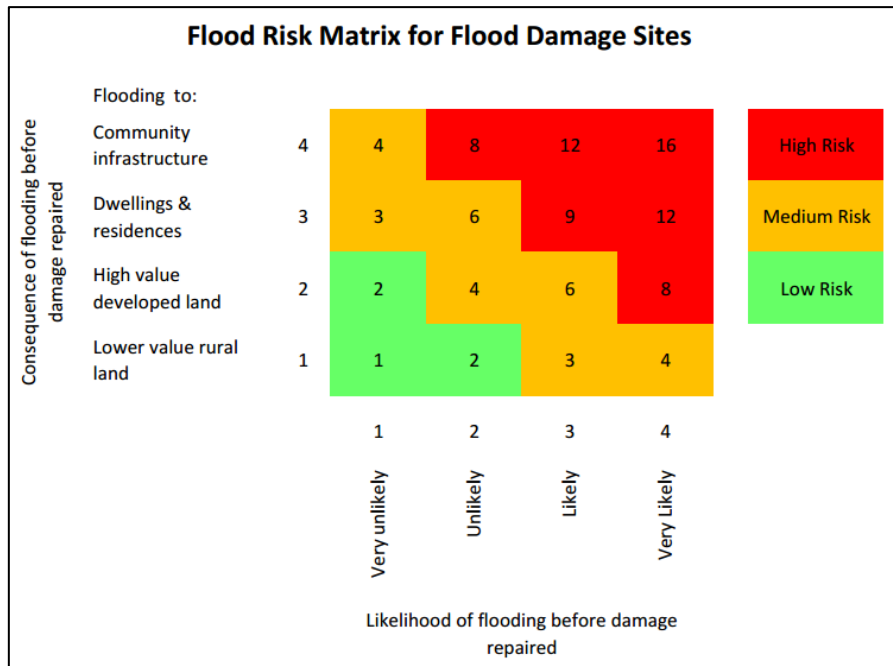 Flood Risk Matrix for Flood Damage Sites
Consequence of flooding before
damage repaired
Flooding to:
Community
infrastructure
4
4
8
12
16
High Risk
Dwellings &
residences
3
3
6
9
12
Medium Risk
High value
developed land
2
2
4
6
8
Low Risk
Lower value rural
land
1
1
2
3
4
1
2
3
4
Very unlikely
Unlikely
Likely
Very Likely
Likelihood of flooding before damage
repaired